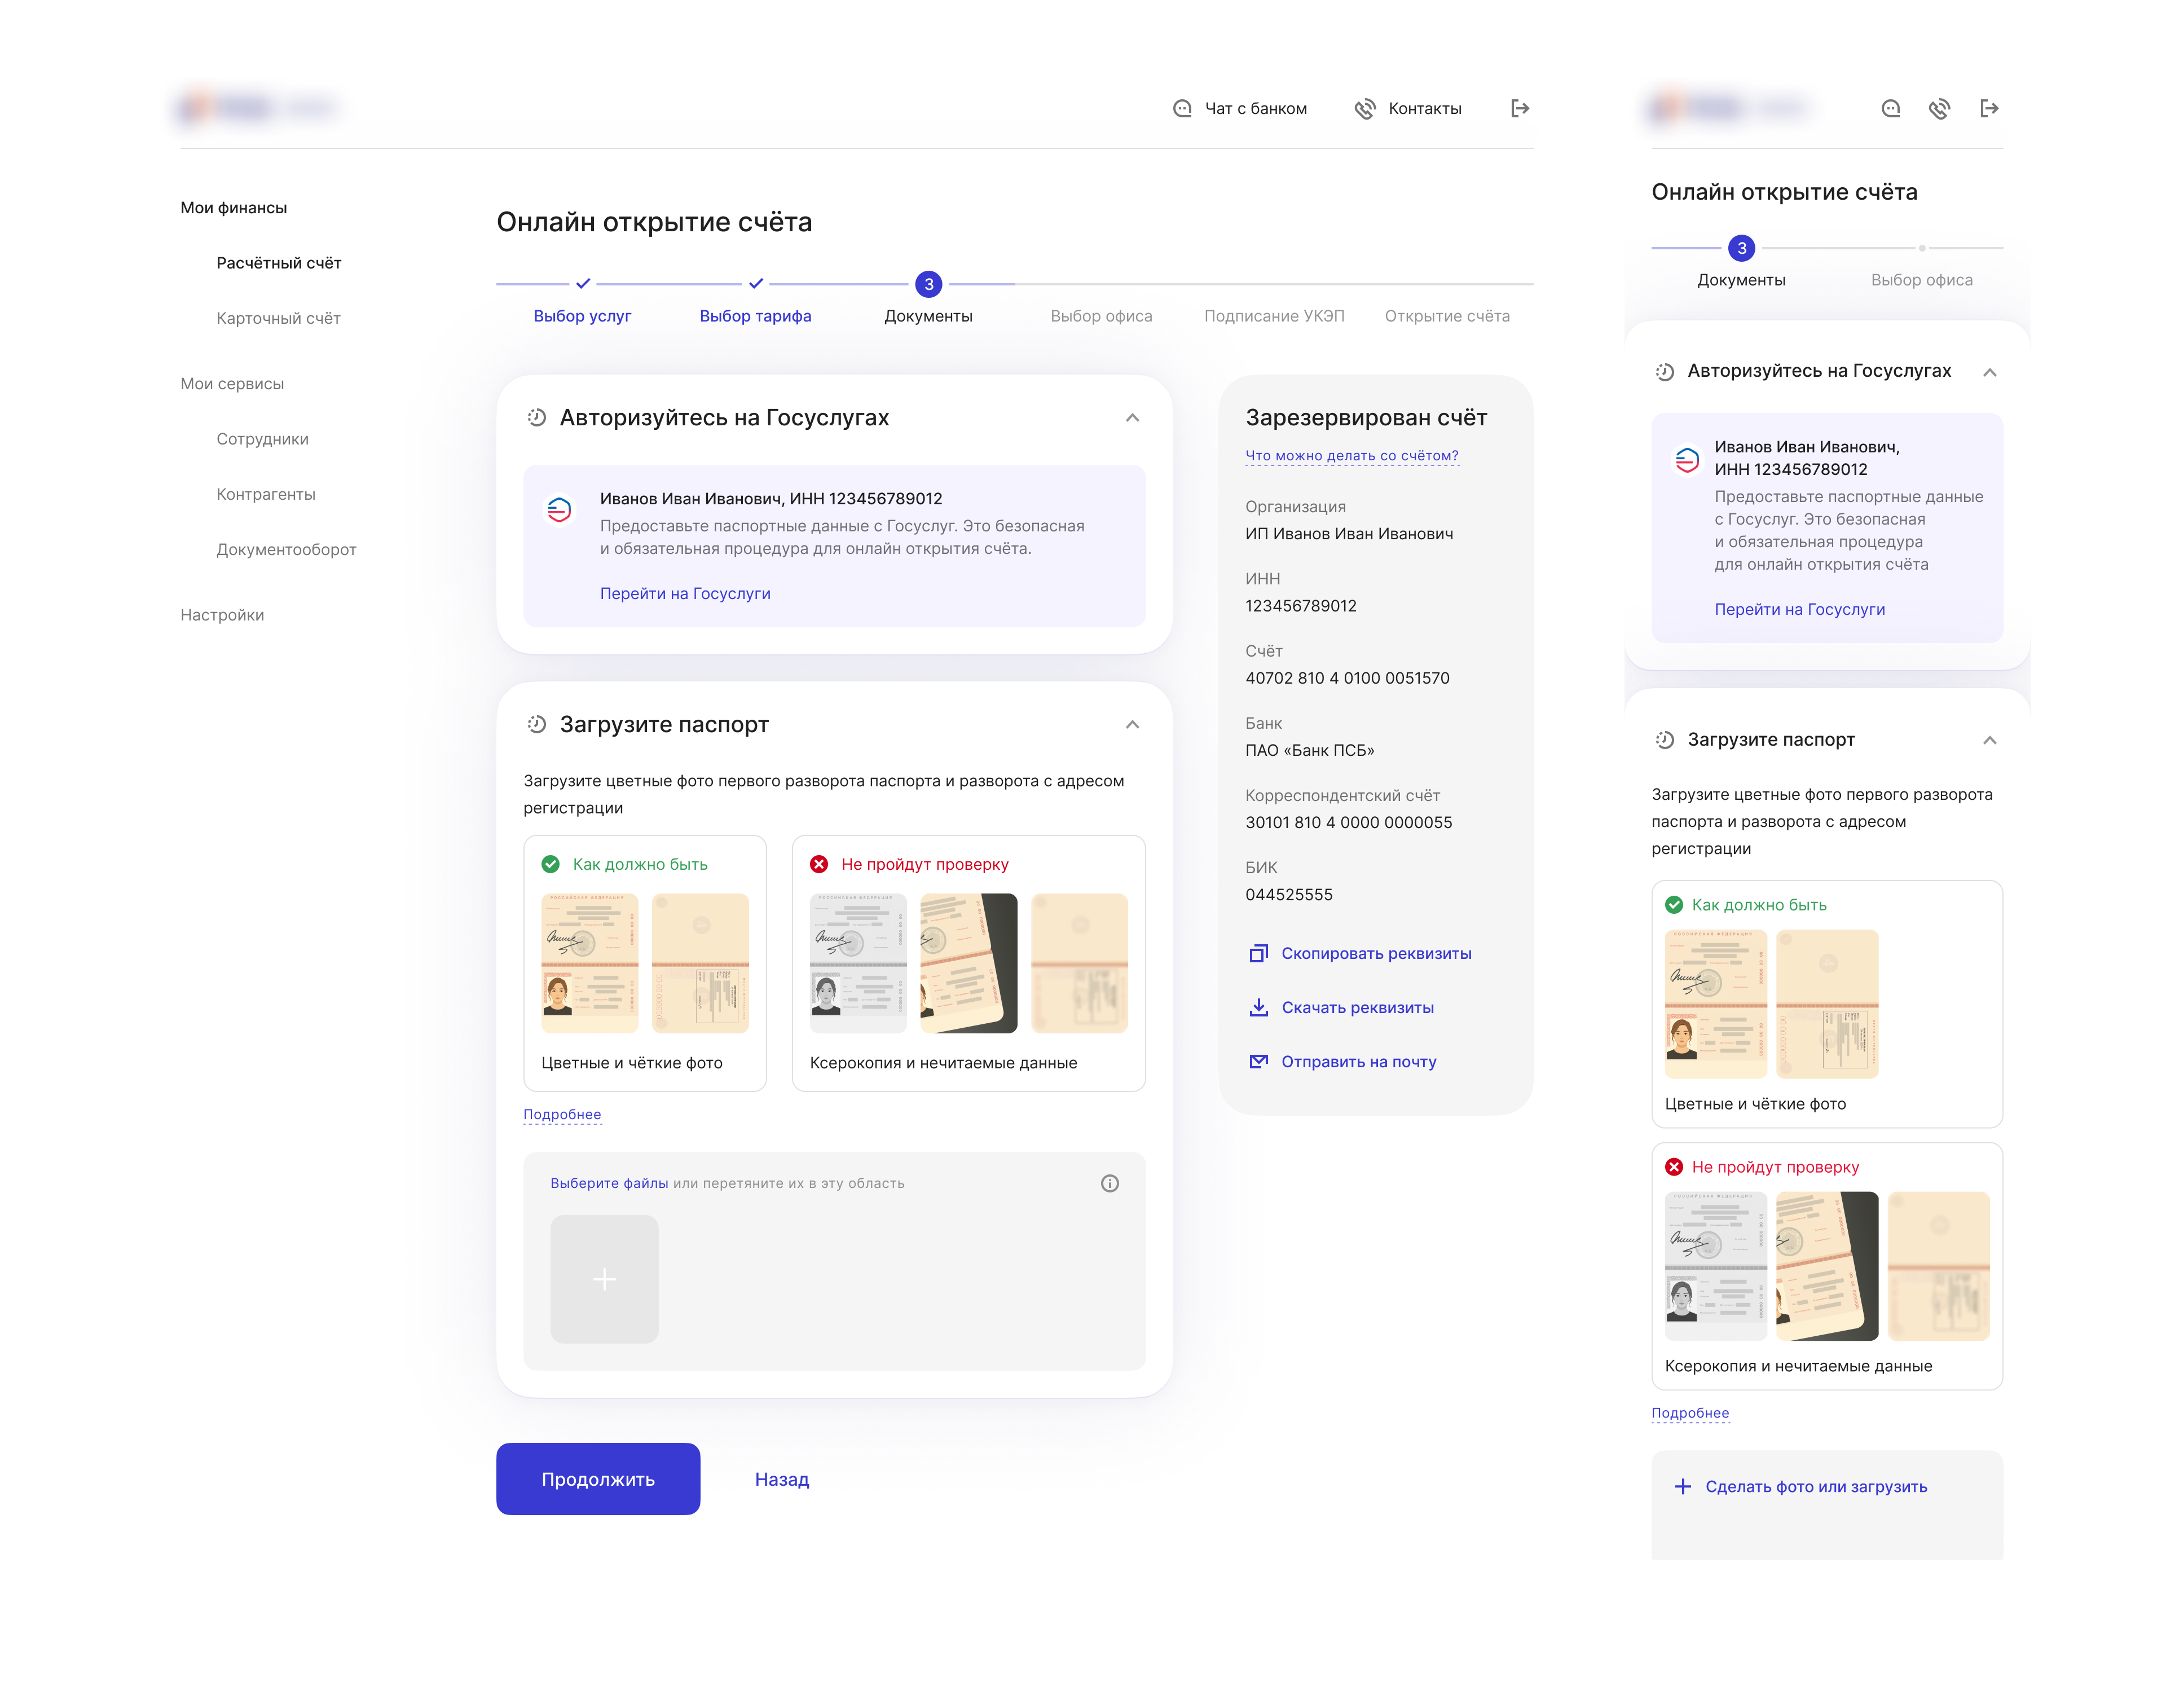 Чат с банком
Контакты
Мои финансы
Расчётный счёт
Карточный счёт
Мои сервисы
Сотрудники
Контрагенты
Документооборот
Настройки
Онлайн открытие счёта
3
Выбор услуг
Выбор тарифа
Документы
Выбор офиса
Подписание УКЭП
Открытие счёта
Авторизуйтесь на Госуслугах
Иванов Иван Иванович, ИНН 123456789012
Предоставьте паспортные данные с Госуслуг. Это безопасная
и обязательная процедура для онлайн открытия счёта.
Перейти на Госуслуги
Загрузите паспорт
Загрузите цветные фото первого разворота паспорта и разворота с адресом
регистрации
Как должно быть
РОССИЙСКАЯ ФЕДЕРАЦИЯ
Цветные и чёткие фото
Не пройдут проверку
РОССИЙСКАЯ ФЕДЕРАЦИЯ
Ксерокопия и нечитаемые данные
Подробнее
Выберите файлы или перетяните их в эту область
Продолжить
Назад
Зарезервирован счёт
Что можно делать со счётом?
Организация
ИП Иванов Иван Иванович
ИНН
123456789012
Счёт
40702 810 4 0100 0051570
Банк
ПАО «Банк ПСБ»
Корреспондентский счёт
30101 810 4 0000 0000055
БИК
044525555
Скопировать реквизиты
Скачать реквизиты
Отправить на почту
Онлайн открытие счёта
3
Документы
Выбор офиса
Авторизуйтесь на Госуслугах
Иванов Иван Иванович,
ИНН 123456789012
Предоставьте паспортные данные
с Госуслуг. Это безопасная
и обязательная процедура
для онлайн открытия счёта
Перейти на Госуслуги
Загрузите паспорт
Загрузите цветные фото первого разворота
паспорта и разворота с адресом
регистрации
Как должно быть
РОССИЙСКАЯ ФЕДЕРАЦИЯ
Цветные и чёткие фото
Не пройдут проверку
РОССИЙСКАЯ ФЕДЕРАЦИЯ
Ксерокопия и нечитаемые данные
Подробнее
Сделать фото или загрузить